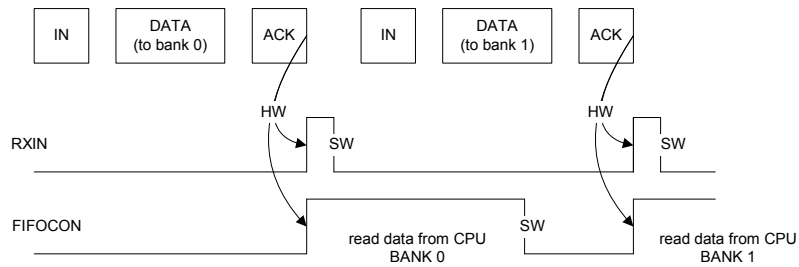 IN
DATA
(to bank 0)
ACK
IN
DATA
(to bank 1)
ACK
HW
HW
RXIN
SW
SW
FIFOCON
SW
read data from CPU
BANK 0
read data from CPU
BANK 1